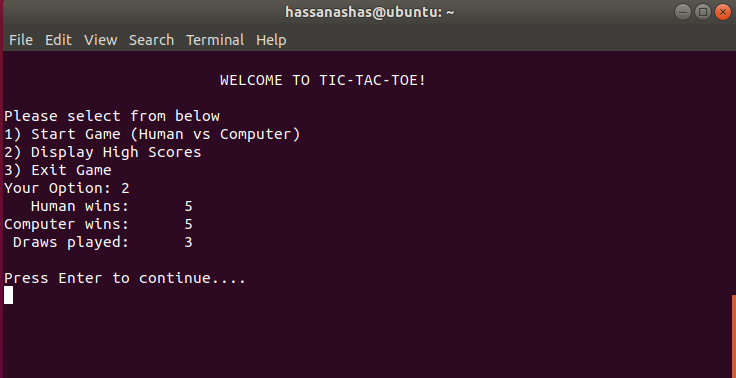 hassanashas@ubuntu: ~
File Edit View Search Terminal Help
WELCOME TO TIC-TAC-TOE!
Please select from below
1) Start Game (Human vs Computer)
2) Display High Scores
3) Exit Game
Your Option: 2
Human wins: 5
Computer wins: 5
Draws played: 3
Press Enter to continue....